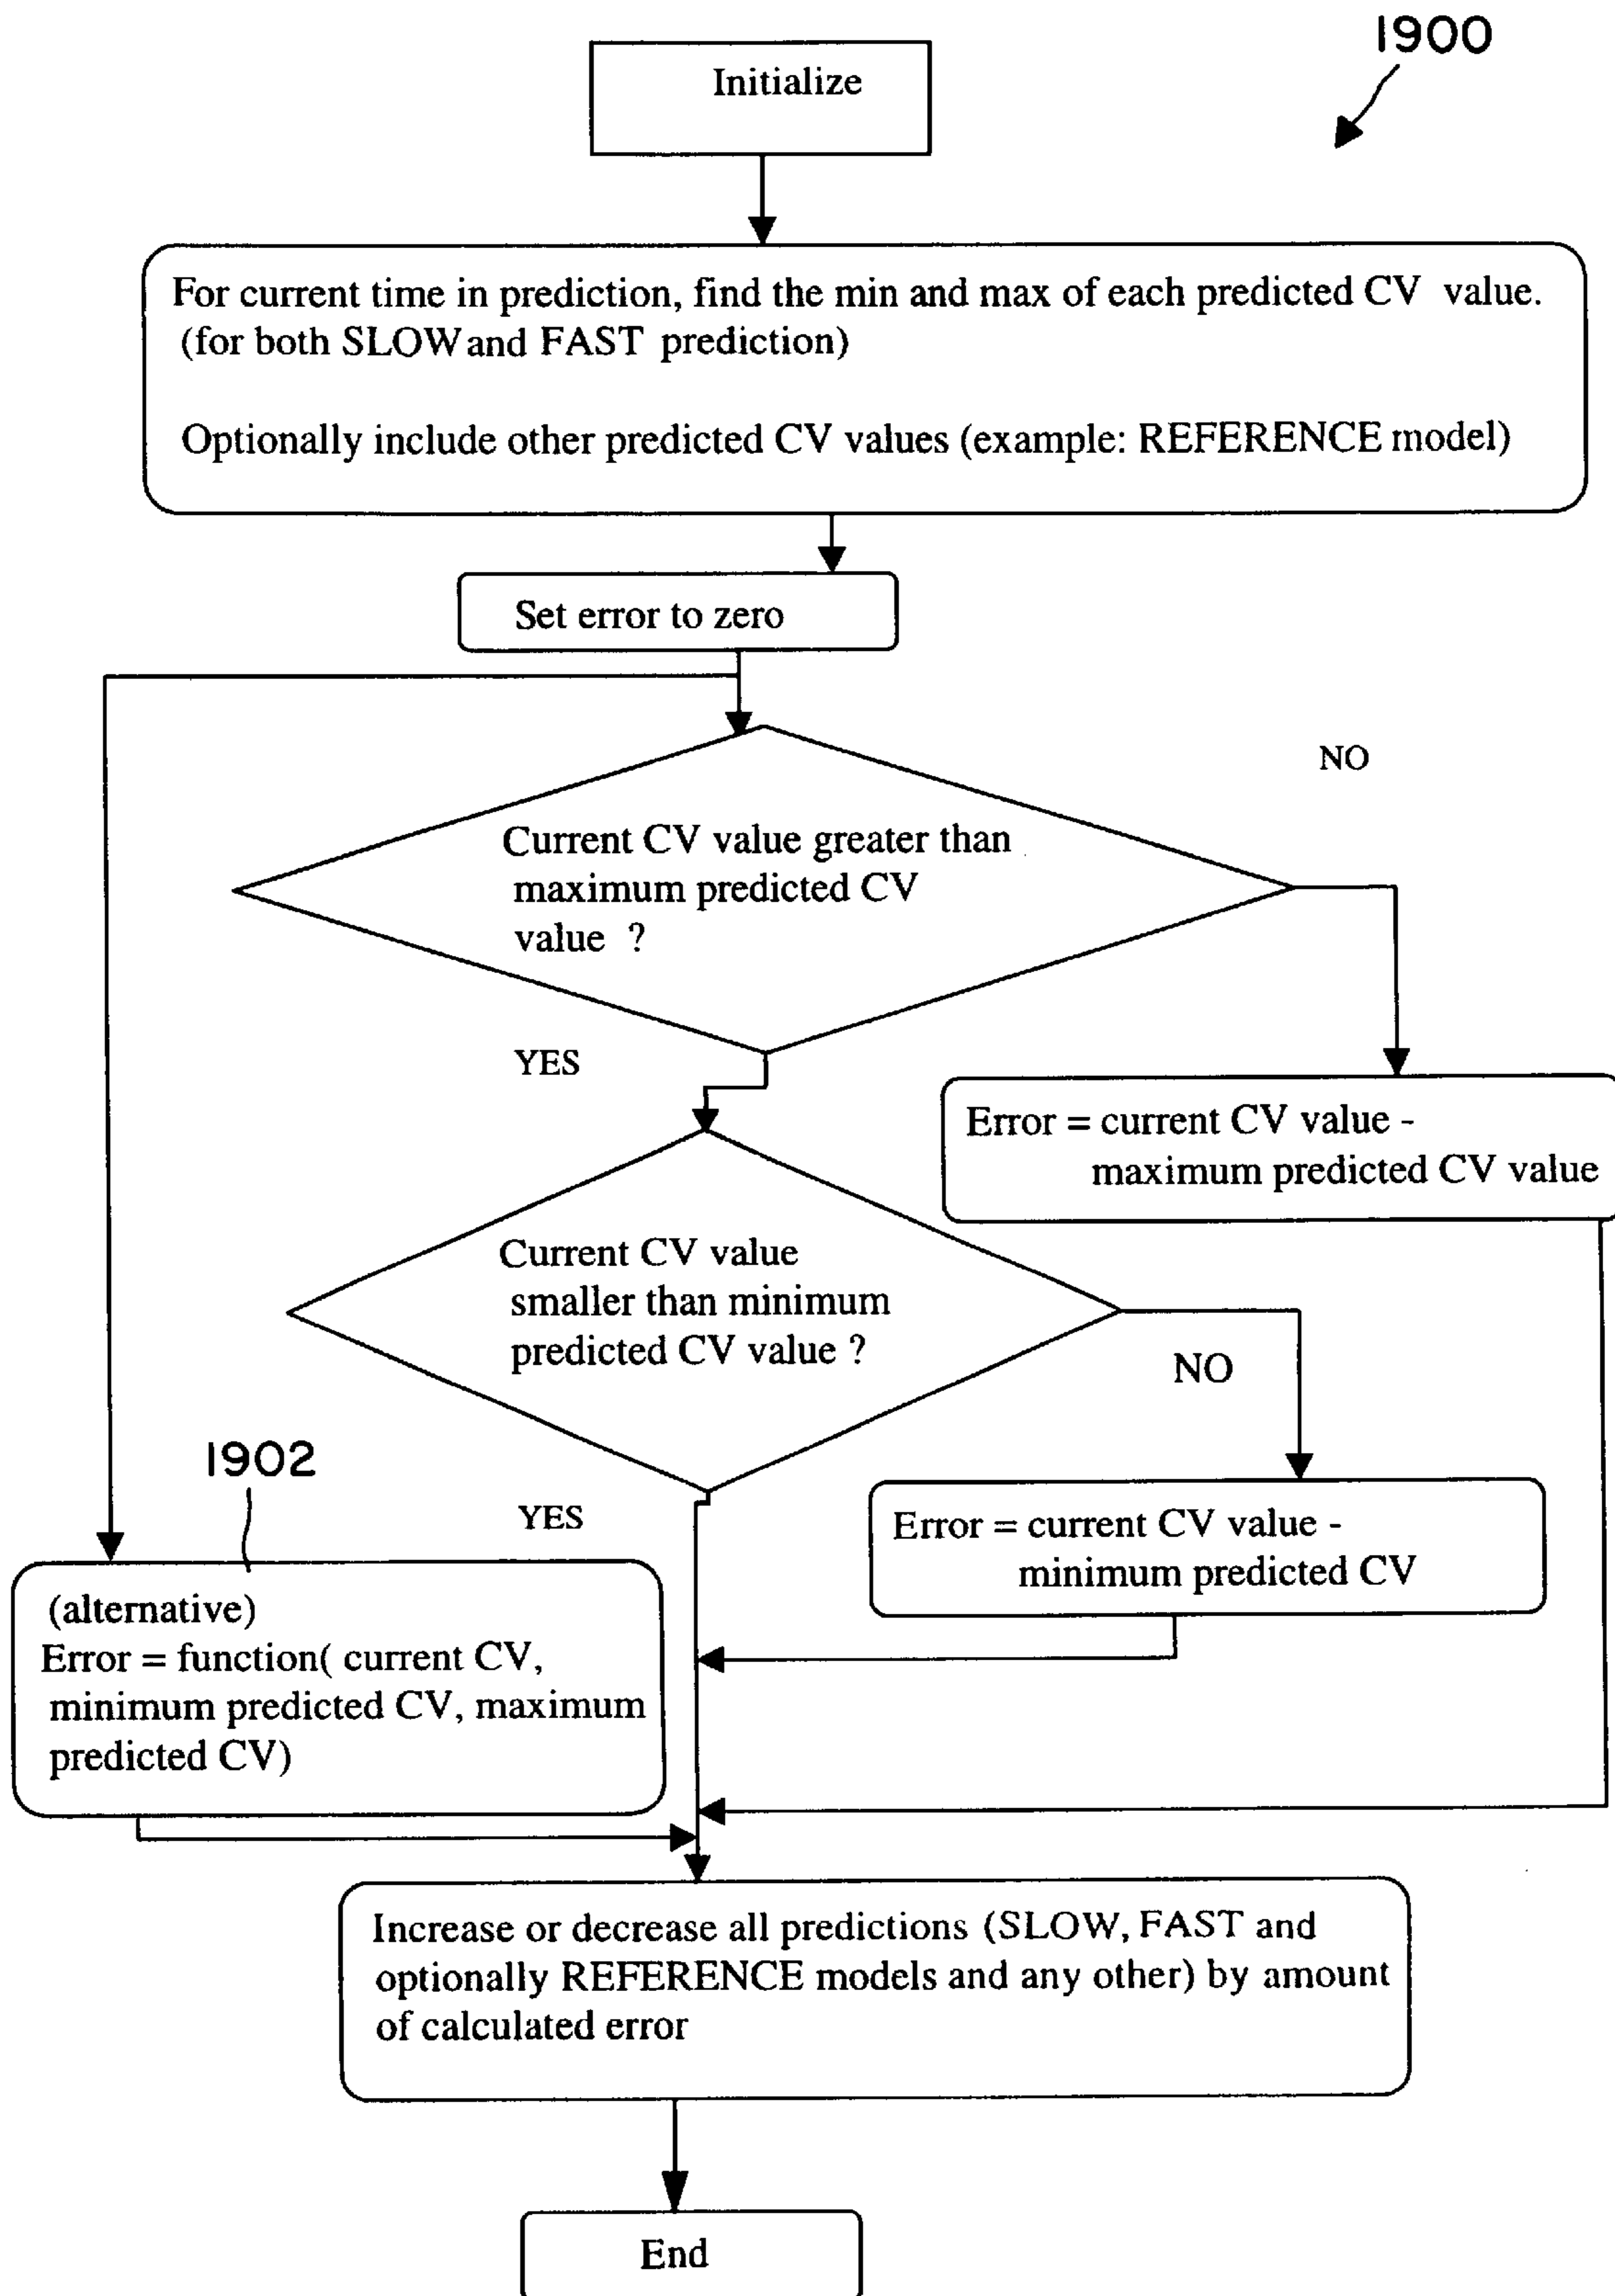 1900
Initialize
For current time in prediction, find the min and max of each predicted CV value.
(for both SLOW and FAST prediction)
Optionally include other predicted CV values (example: REFERENCE model)
Set error to zero
NO
Current CV value greater than
maximum predicted CV
value ?
YES
Error = current CV value -
maximum predicted CV value
Current CV value
smaller than minimum
predicted CV value ?
NO
1902
YES
Error = current CV value -
minimum predicted CV
(alternative)
Error = function( current CV,
minimum predicted CV, maximum
predicted CV)
Increase or decrease all predictions (SLOW, FAST and
optionally REFERENCE models and any other) by amount
of calculated error
End